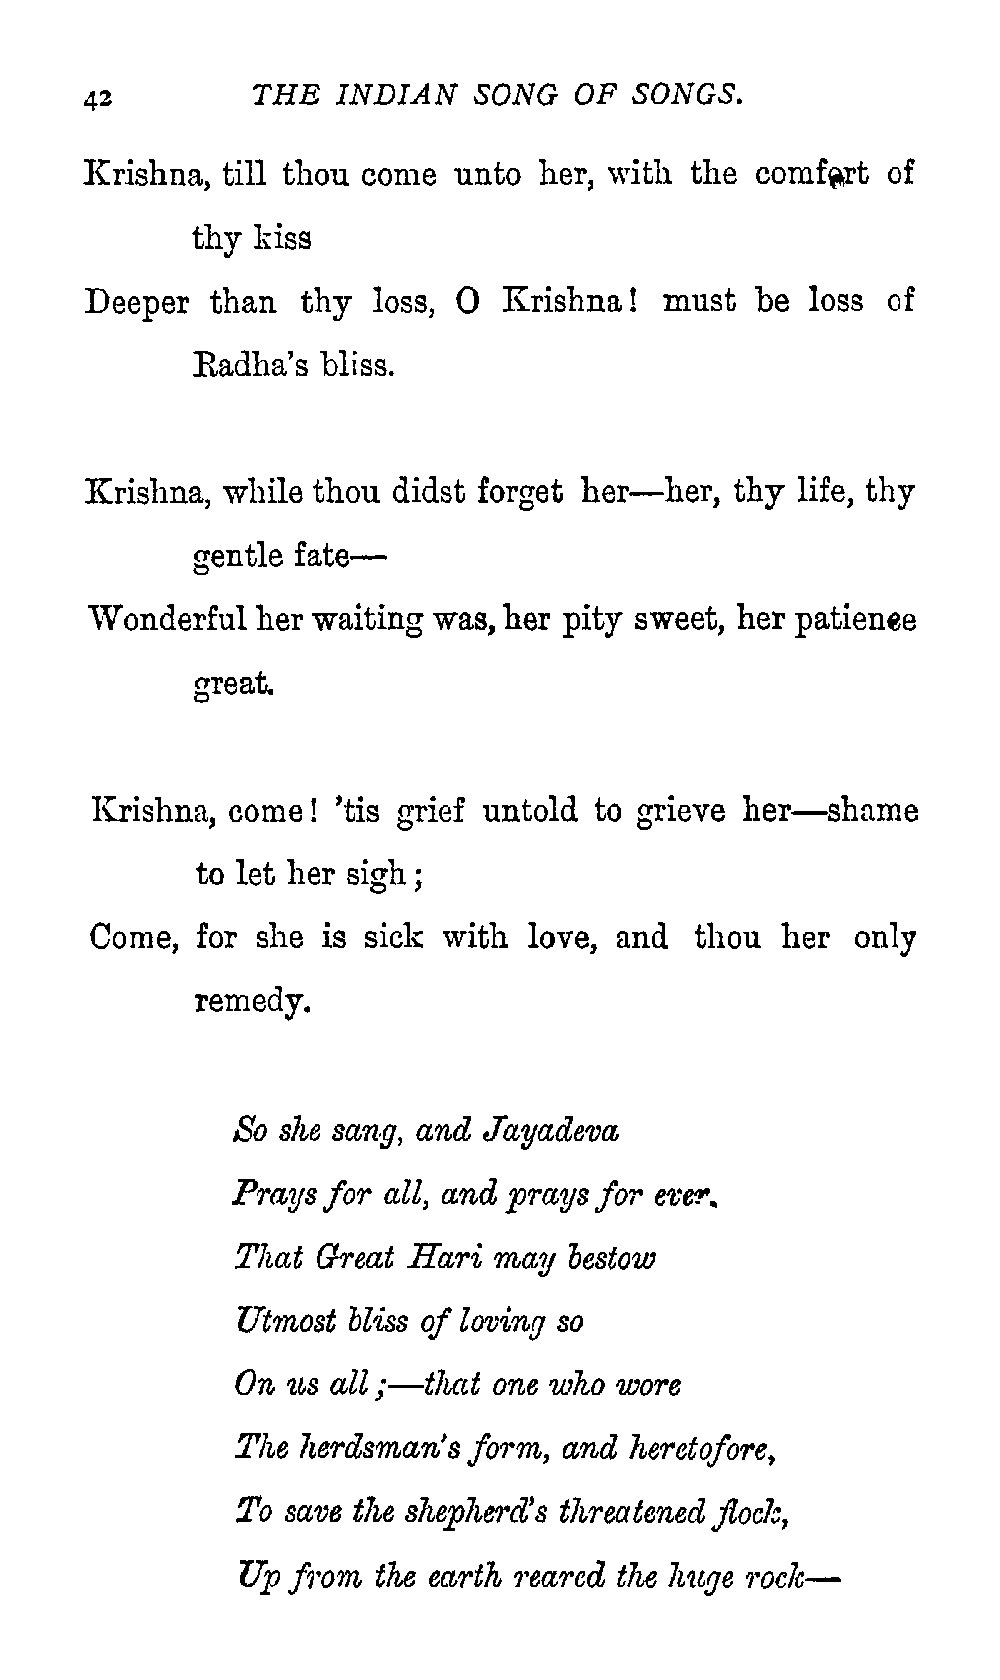 42 THE INDIAN SONG OF SONGS.
Krishna, till thou come unto her, with the comfort of
thy kiss
Deeper than thy loss, O Krishna! must be loss of
Radha's bliss.
Krishna, while thou didst forget her—her, thy life, thy
gentle fate—
Wonderful her waiting was, her pity sweet, her patience
great.
Krishna, come! 'tis grief untold to grieve her—shame
to let her sigh;
Come, for she is sick with love, and thou her only
remedy.
So she sang, and Jayadeva
Prays for all, and prays for ever.
That Great Hari may bestow
Utmost bliss of loving so
On us all;—that one who wore
The herdsman's form, and heretofore,
To save the shepherd's threatened flock,
Up from the earth reared the huge rock—